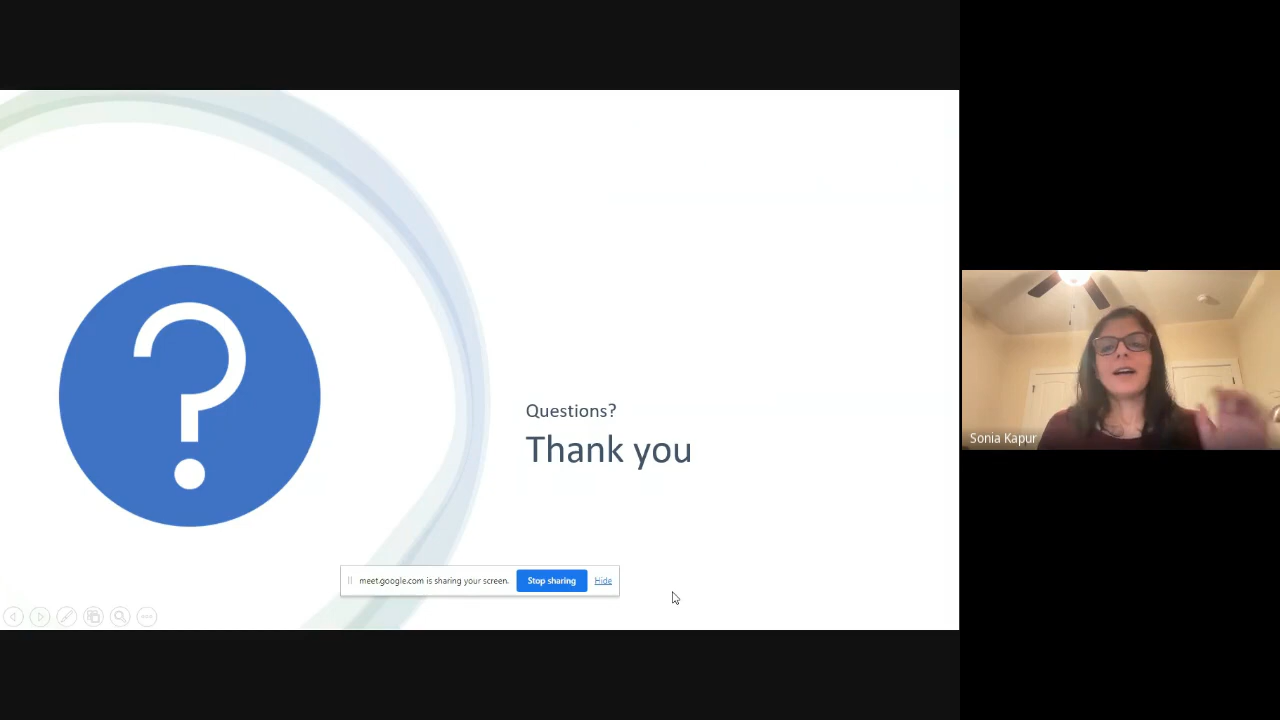 ?
Questions?
Thank you
meet.google.com is sharing your screen.
Stop sharing
Hide
Sonia Kapur